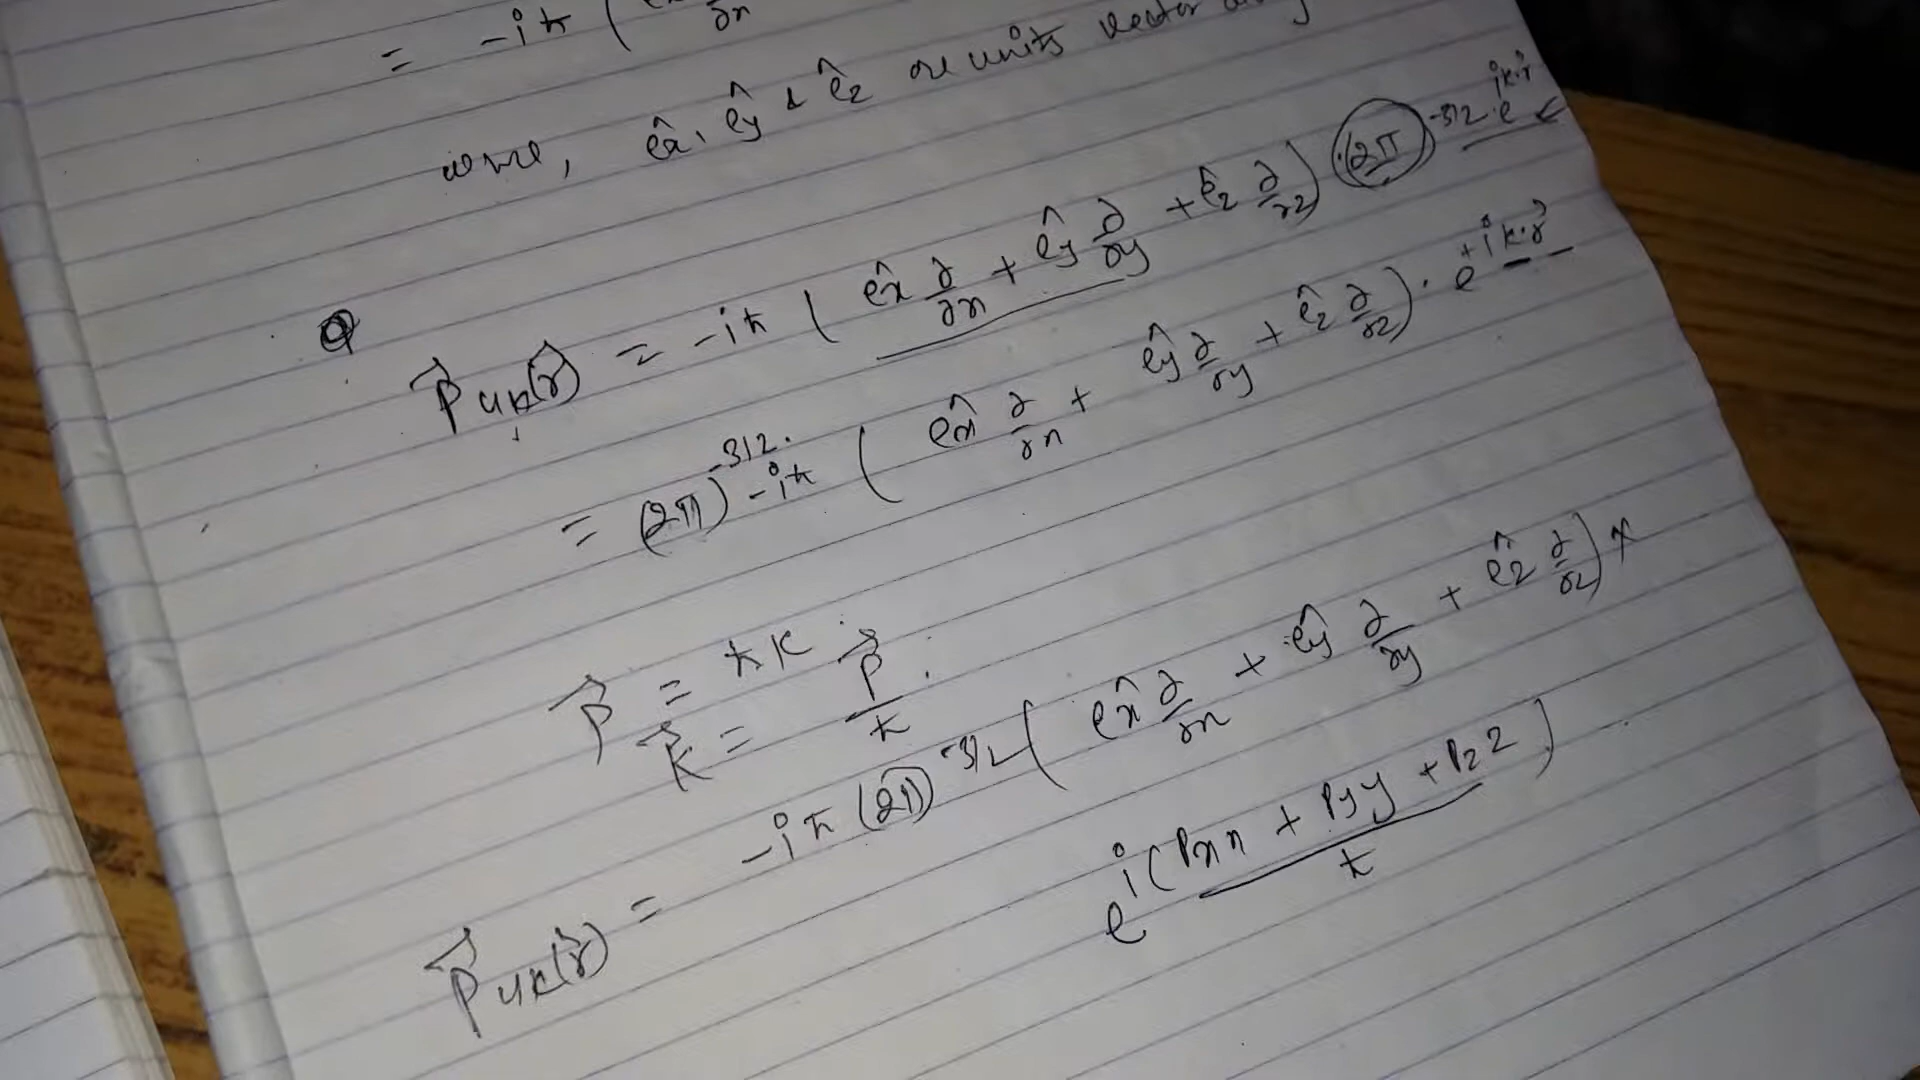 = -iħ ( ∂x
where, êx, êy & êz are units vector
P⃗ uk(r⃗) = -iħ ( êx ∂/∂x + êy ∂/∂y + êz ∂/∂z ) (2π)^-3/2 . e^ik.r⃗
= (2π)^-3/2 . -iħ ( êx ∂/∂x + êy ∂/∂y + êz ∂/∂z ) . e^+ik.r⃗
P⃗ = ħK
K⃗ = P⃗/ħ .
P⃗ uk(r⃗) = -iħ (2π)^-3/2 ( êx ∂/∂x + êy ∂/∂y + êz ∂/∂z ) x
e^i(Pxx + Pyy + Pzz)/ħ